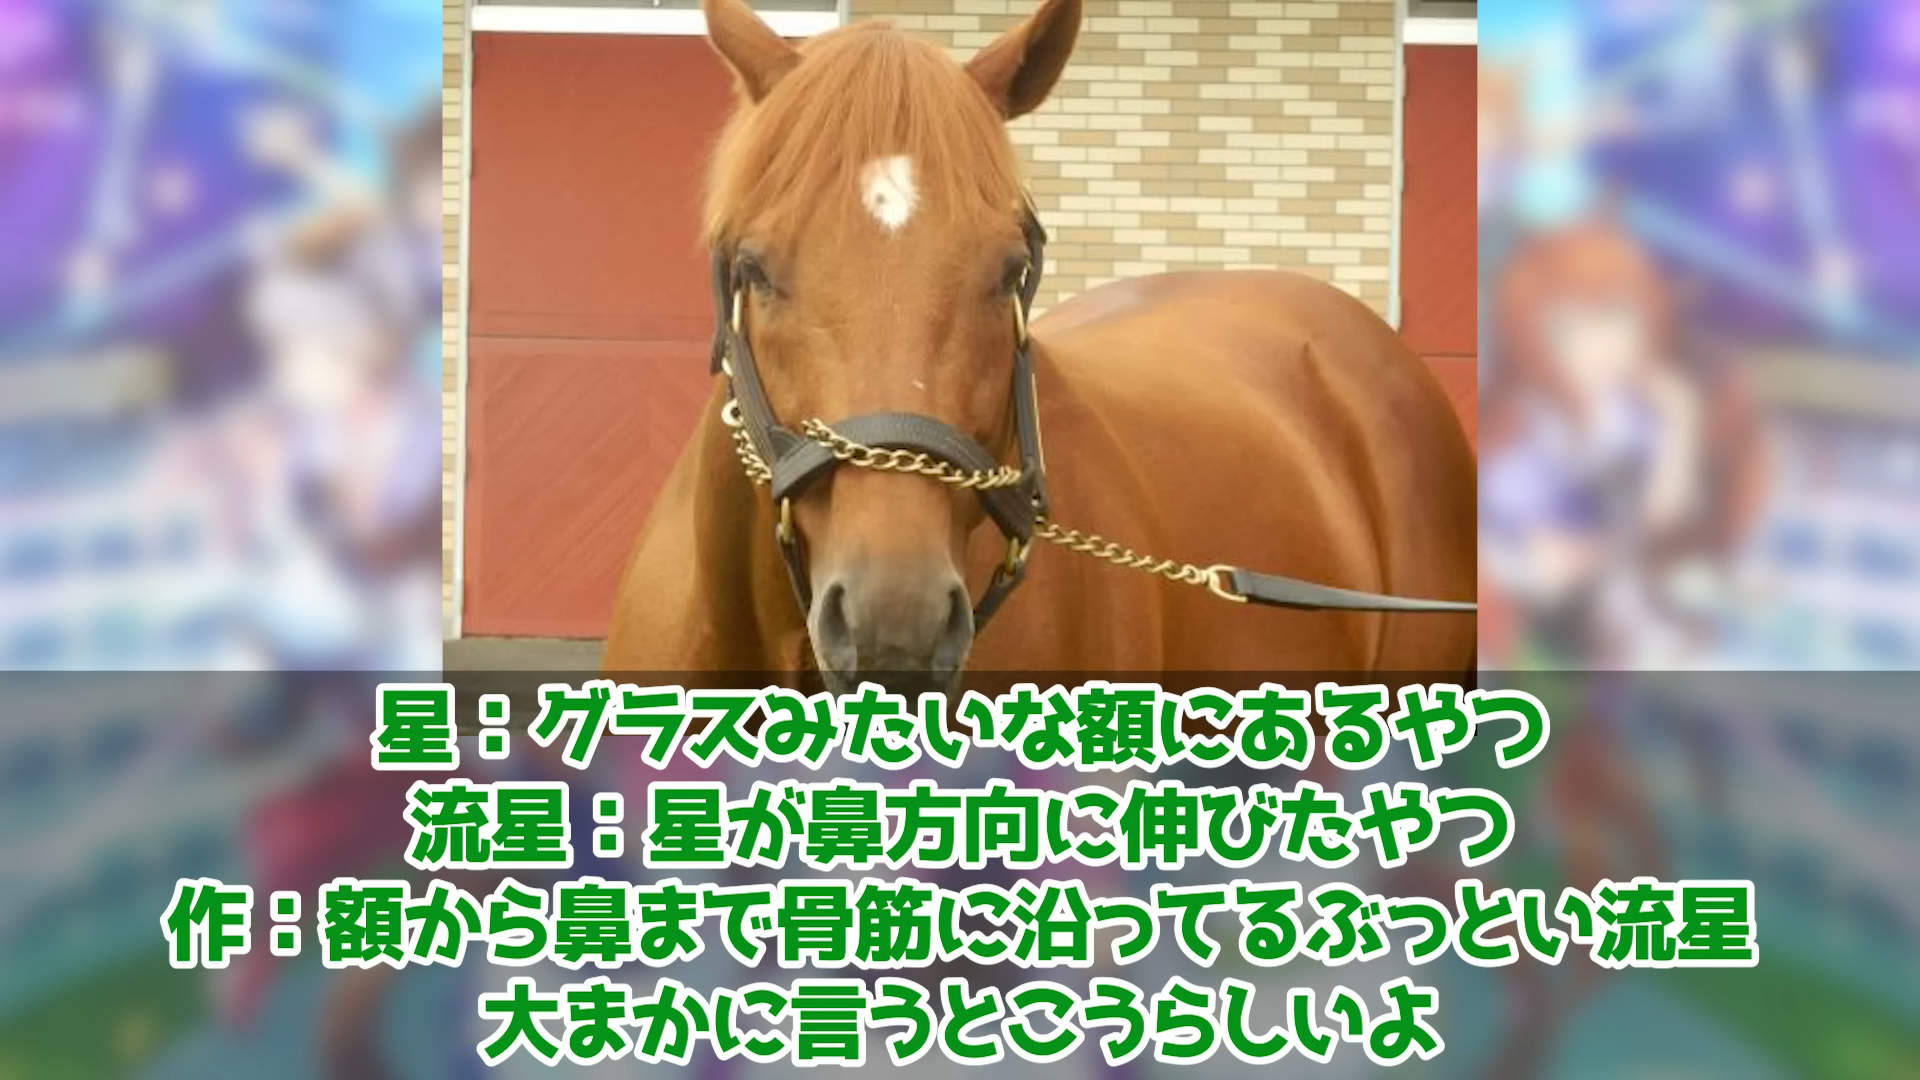 星：グラスみたいな額にあるやつ
流星：星が鼻方向に伸びたやつ
作：額から鼻まで骨筋に沿ってるぶっとい流星
大まかに言うとこうらしいよ